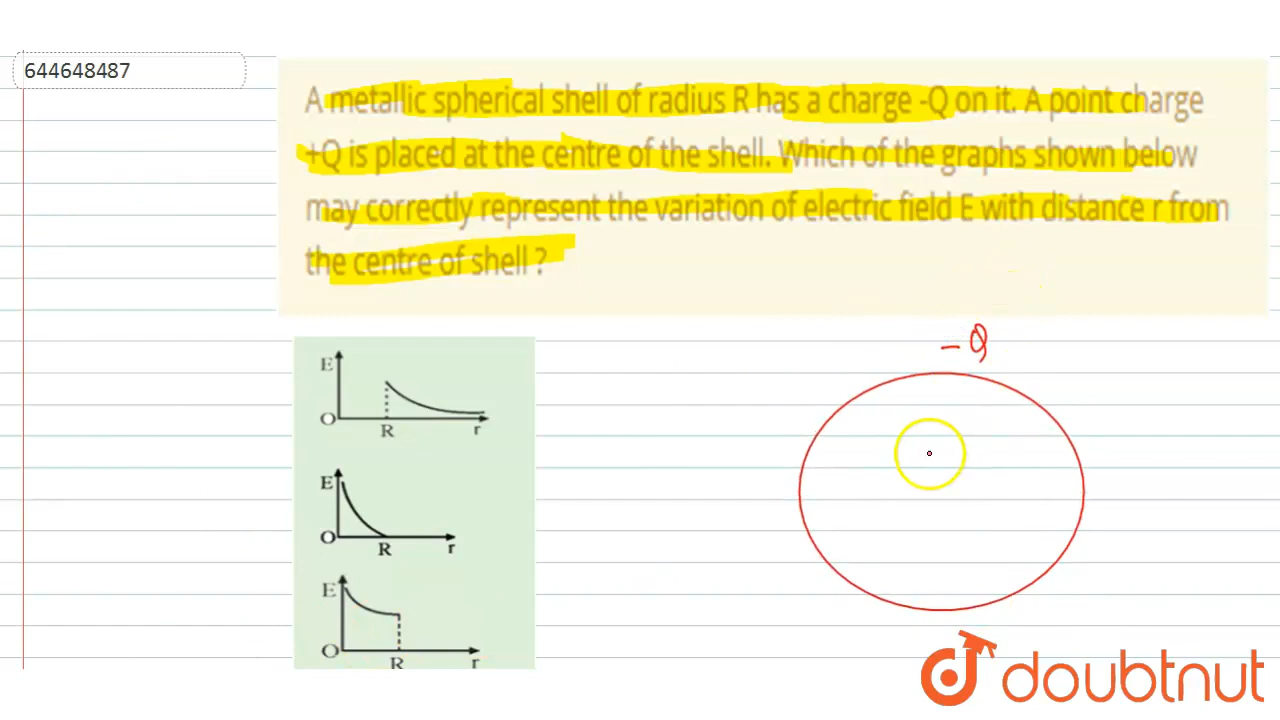 644648487
A metallic spherical shell of radius R has a charge -Q on it. A point charge
+Q is placed at the centre of the shell. Which of the graphs shown below
may correctly represent the variation of electric field E with distance r from
the centre of shell ?
-Q
E
O
R
r
E
O
R
r
E
O
R
r
doubtnut